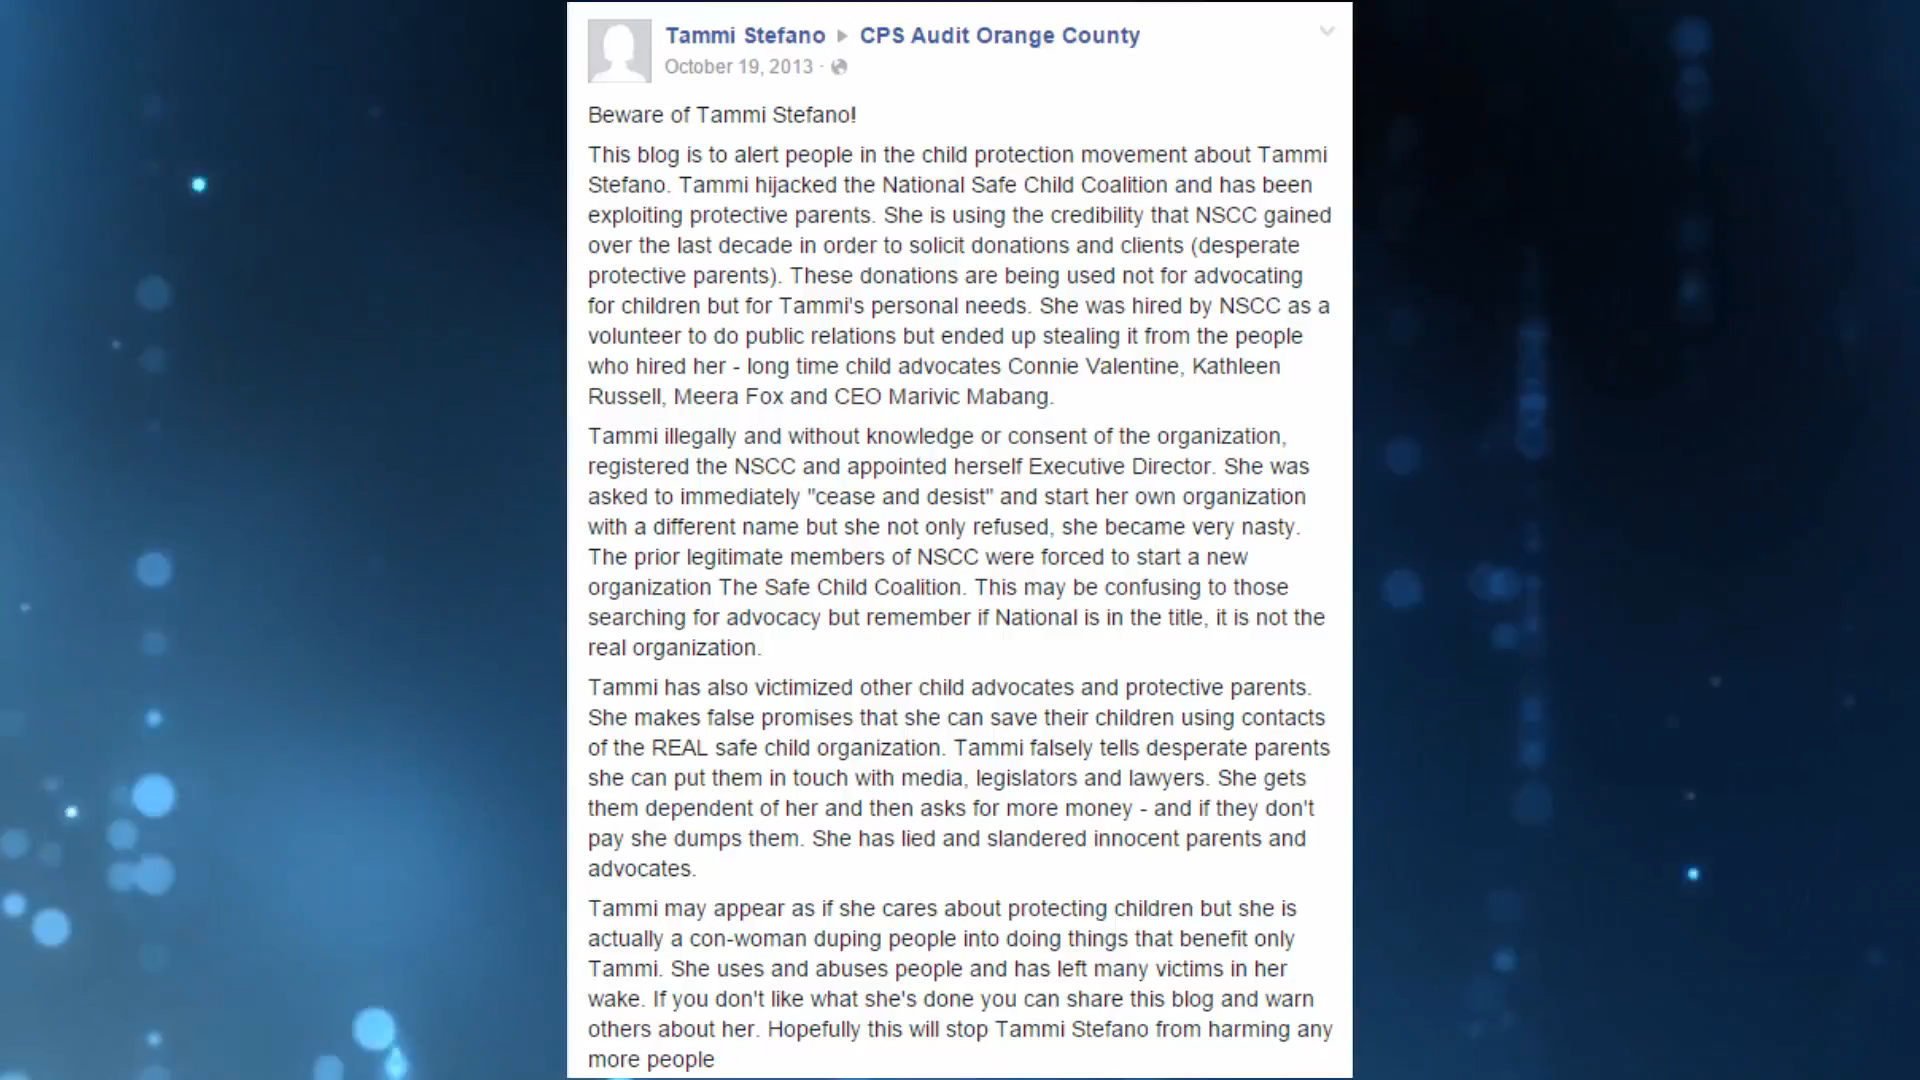 Tammi Stefano ▸ CPS Audit Orange County
October 19, 2013 ·
Beware of Tammi Stefano!
This blog is to alert people in the child protection movement about Tammi
Stefano. Tammi hijacked the National Safe Child Coalition and has been
exploiting protective parents. She is using the credibility that NSCC gained
over the last decade in order to solicit donations and clients (desperate
protective parents). These donations are being used not for advocating
for children but for Tammi's personal needs. She was hired by NSCC as a
volunteer to do public relations but ended up stealing it from the people
who hired her - long time child advocates Connie Valentine, Kathleen
Russell, Meera Fox and CEO Marivic Mabang.
Tammi illegally and without knowledge or consent of the organization,
registered the NSCC and appointed herself Executive Director. She was
asked to immediately "cease and desist" and start her own organization
with a different name but she not only refused, she became very nasty.
The prior legitimate members of NSCC were forced to start a new
organization The Safe Child Coalition. This may be confusing to those
searching for advocacy but remember if National is in the title, it is not the
real organization.
Tammi has also victimized other child advocates and protective parents.
She makes false promises that she can save their children using contacts
of the REAL safe child organization. Tammi falsely tells desperate parents
she can put them in touch with media, legislators and lawyers. She gets
them dependent of her and then asks for more money - and if they don't
pay she dumps them. She has lied and slandered innocent parents and
advocates.
Tammi may appear as if she cares about protecting children but she is
actually a con-woman duping people into doing things that benefit only
Tammi. She uses and abuses people and has left many victims in her
wake. If you don't like what she's done you can share this blog and warn
others about her. Hopefully this will stop Tammi Stefano from harming any
more people